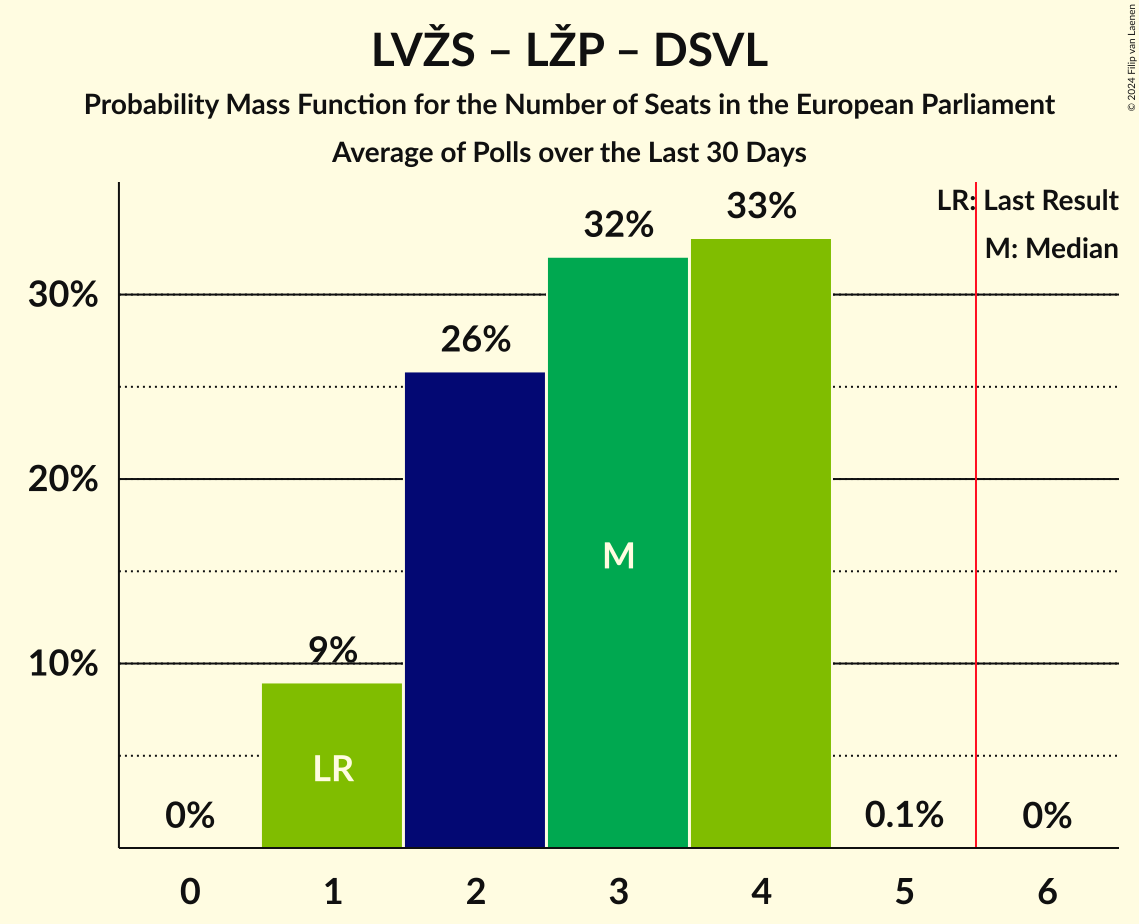 LVŽS – LŽP – DSVL
Probability Mass Function for the Number of Seats in the European Parliament
Average of Polls over the Last 30 Days
© 2024 Filip van Laenen
LR: Last Result
M: Median
30%
20%
10%
0%
9%
26%
32%
33%
0.1%
0%
LR
M
0 1 2 3 4 5 6